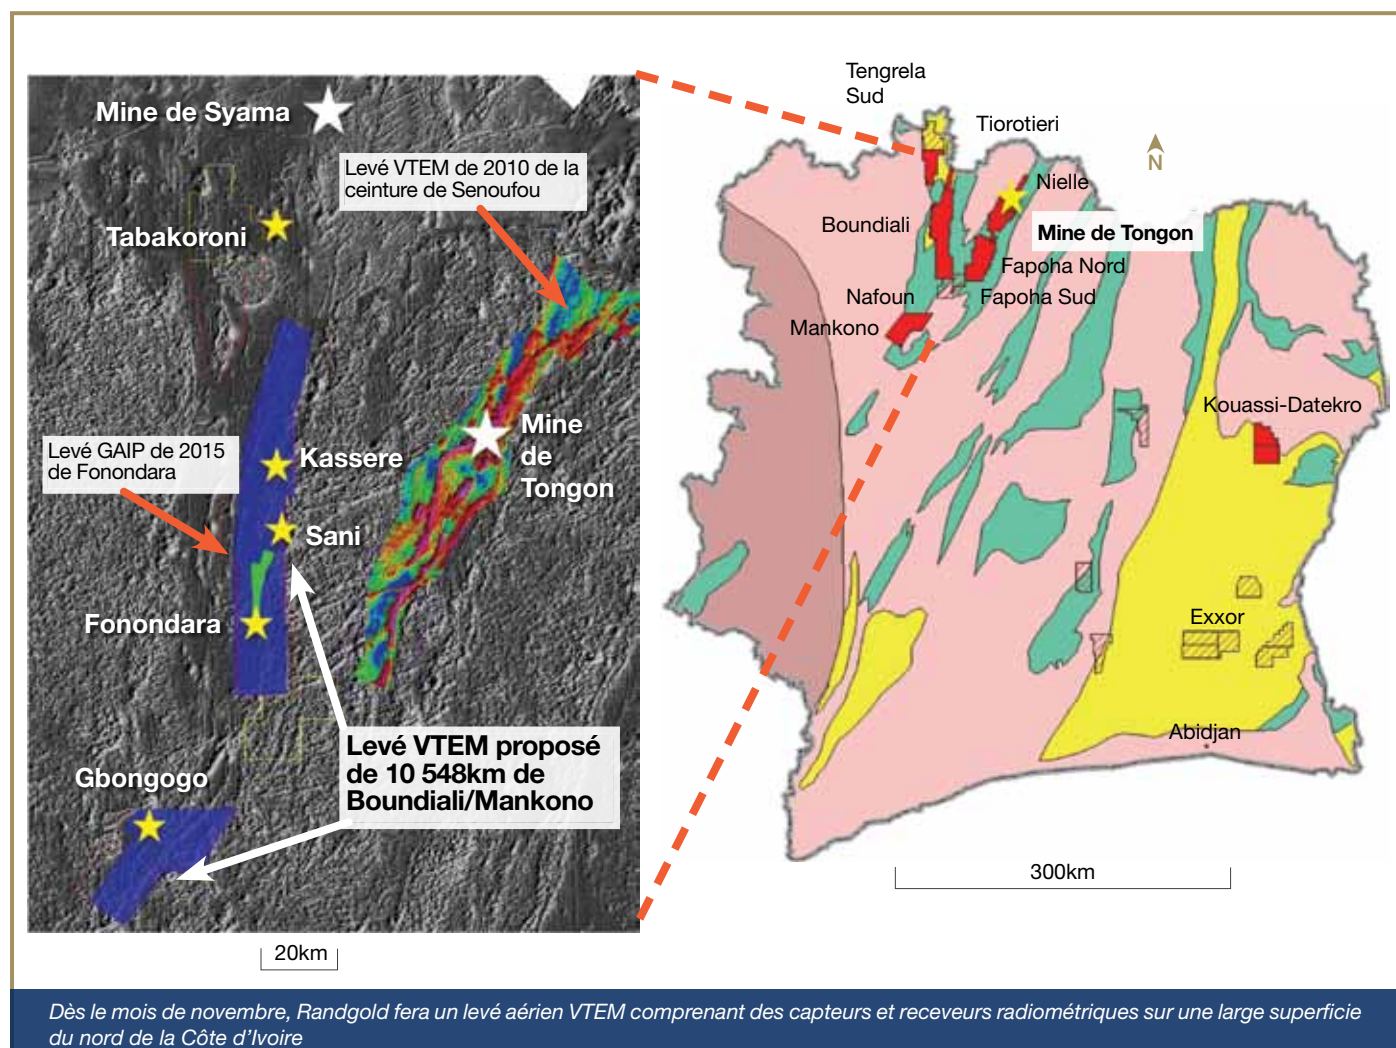 Mine de Syama
Levé VTEM de 2010 de la
ceinture de Senoufou
Tabakoroni
Levé GAIP de 2015
de Fonondara
Kassere
Mine
de
Tongon
Sani
Fonondara
Levé VTEM proposé
de 10 548km de
Boundiali/Mankono
Gbongogo
20km
Tengrela
Sud
Tiorotieri
N
Nielle
Boundiali
Mine de Tongon
Fapoha Nord
Nafoun
Fapoha Sud
Mankono
Kouassi-Datekro
Exxor
Abidjan
300km
Dès le mois de novembre, Randgold fera un levé aérien VTEM comprenant des capteurs et receveurs radiométriques sur une large superficie
du nord de la Côte d'Ivoire